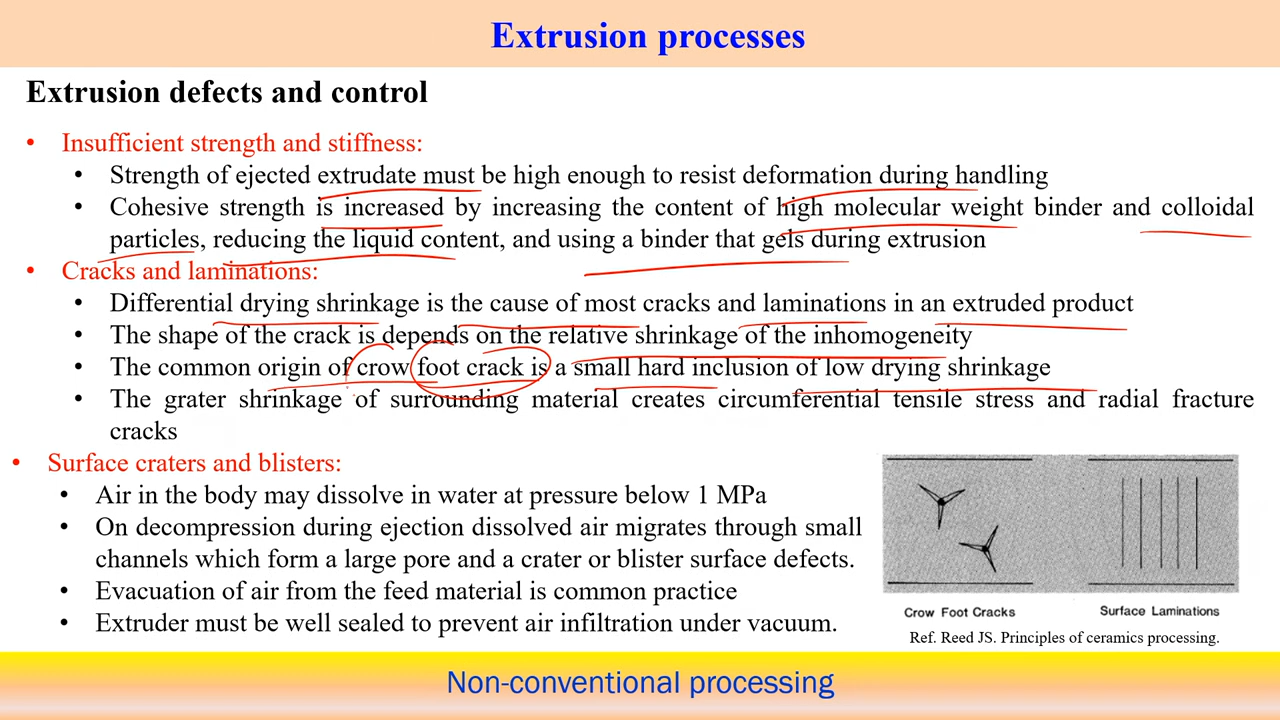 Extrusion processes
Extrusion defects and control
• Insufficient strength and stiffness:
• Strength of ejected extrudate must be high enough to resist deformation during handling
• Cohesive strength is increased by increasing the content of high molecular weight binder and colloidal
particles, reducing the liquid content, and using a binder that gels during extrusion
• Cracks and laminations:
• Differential drying shrinkage is the cause of most cracks and laminations in an extruded product
• The shape of the crack is depends on the relative shrinkage of the inhomogeneity
• The common origin of crow foot crack is a small hard inclusion of low drying shrinkage
• The grater shrinkage of surrounding material creates circumferential tensile stress and radial fracture
cracks
• Surface craters and blisters:
• Air in the body may dissolve in water at pressure below 1 MPa
• On decompression during ejection dissolved air migrates through small
channels which form a large pore and a crater or blister surface defects.
• Evacuation of air from the feed material is common practice
• Extruder must be well sealed to prevent air infiltration under vacuum.
Crow Foot Cracks
Surface Laminations
Ref. Reed JS. Principles of ceramics processing.
Non-conventional processing